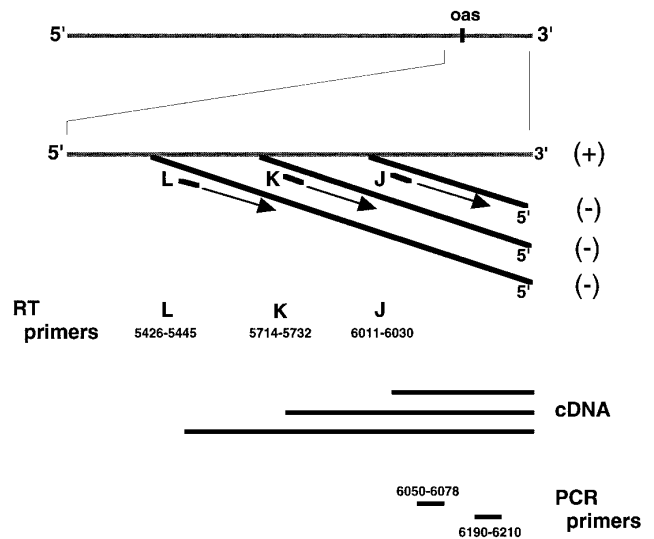 oas
5' 3'
5' 3' (+)
L K J
5' (-)
5' (-)
5' (-)
RT primers L K J
5426-5445 5714-5732 6011-6030
cDNA
6050-6078 PCR primers
6190-6210